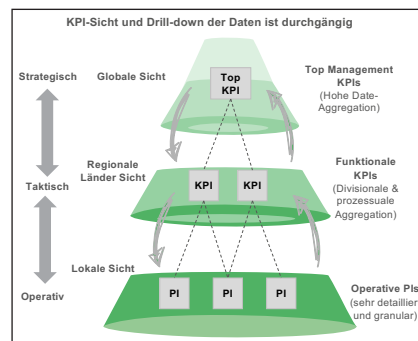 KPI-Sicht und Drill-down der Daten ist durchgängig
Strategisch
Globale Sicht
Top
KPI
Top Management
KPIs
(Hohe Date-
Aggregation)
Regionale
Länder Sicht
Taktisch
KPI
KPI
Funktionale
KPIs
(Divisionale &
prozessuale
Aggregation)
Lokale Sicht
Operativ
PI
PI
PI
Operative PIs
(sehr detaillier
und granular)